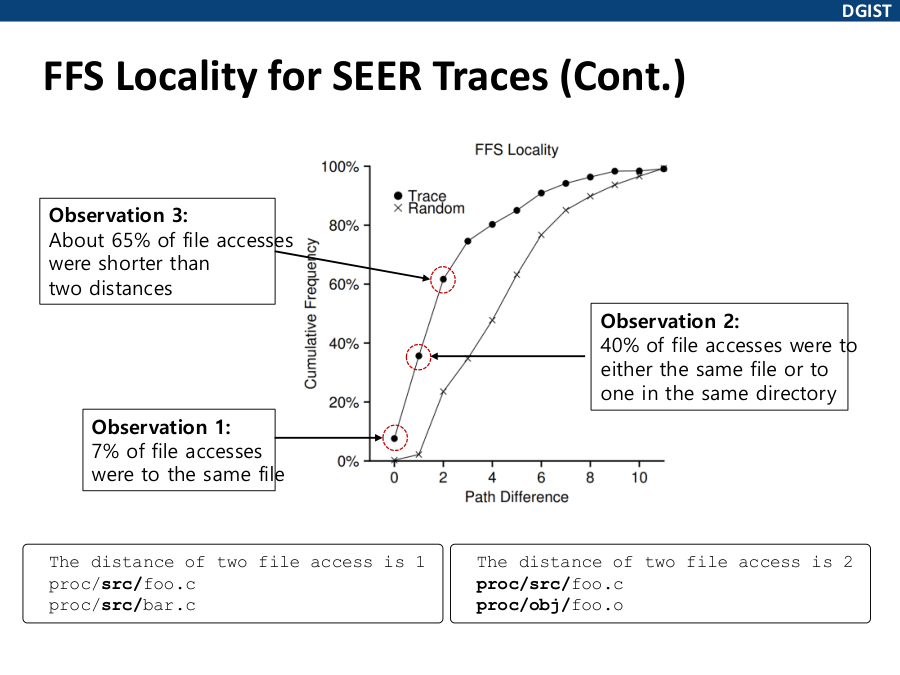 DGIST
FFS Locality for SEER Traces (Cont.)
FFS Locality
100%
80%
60%
40%
20%
0%
Cumulative Frequency
Trace
Random
0 2 4 6 8 10
Path Difference
Observation 3:
About 65% of file accesses
were shorter than
two distances
Observation 2:
40% of file accesses were to
either the same file or to
one in the same directory
Observation 1:
7% of file accesses
were to the same file
The distance of two file access is 1
proc/src/foo.c
proc/src/bar.c
The distance of two file access is 2
proc/src/foo.c
proc/obj/foo.o